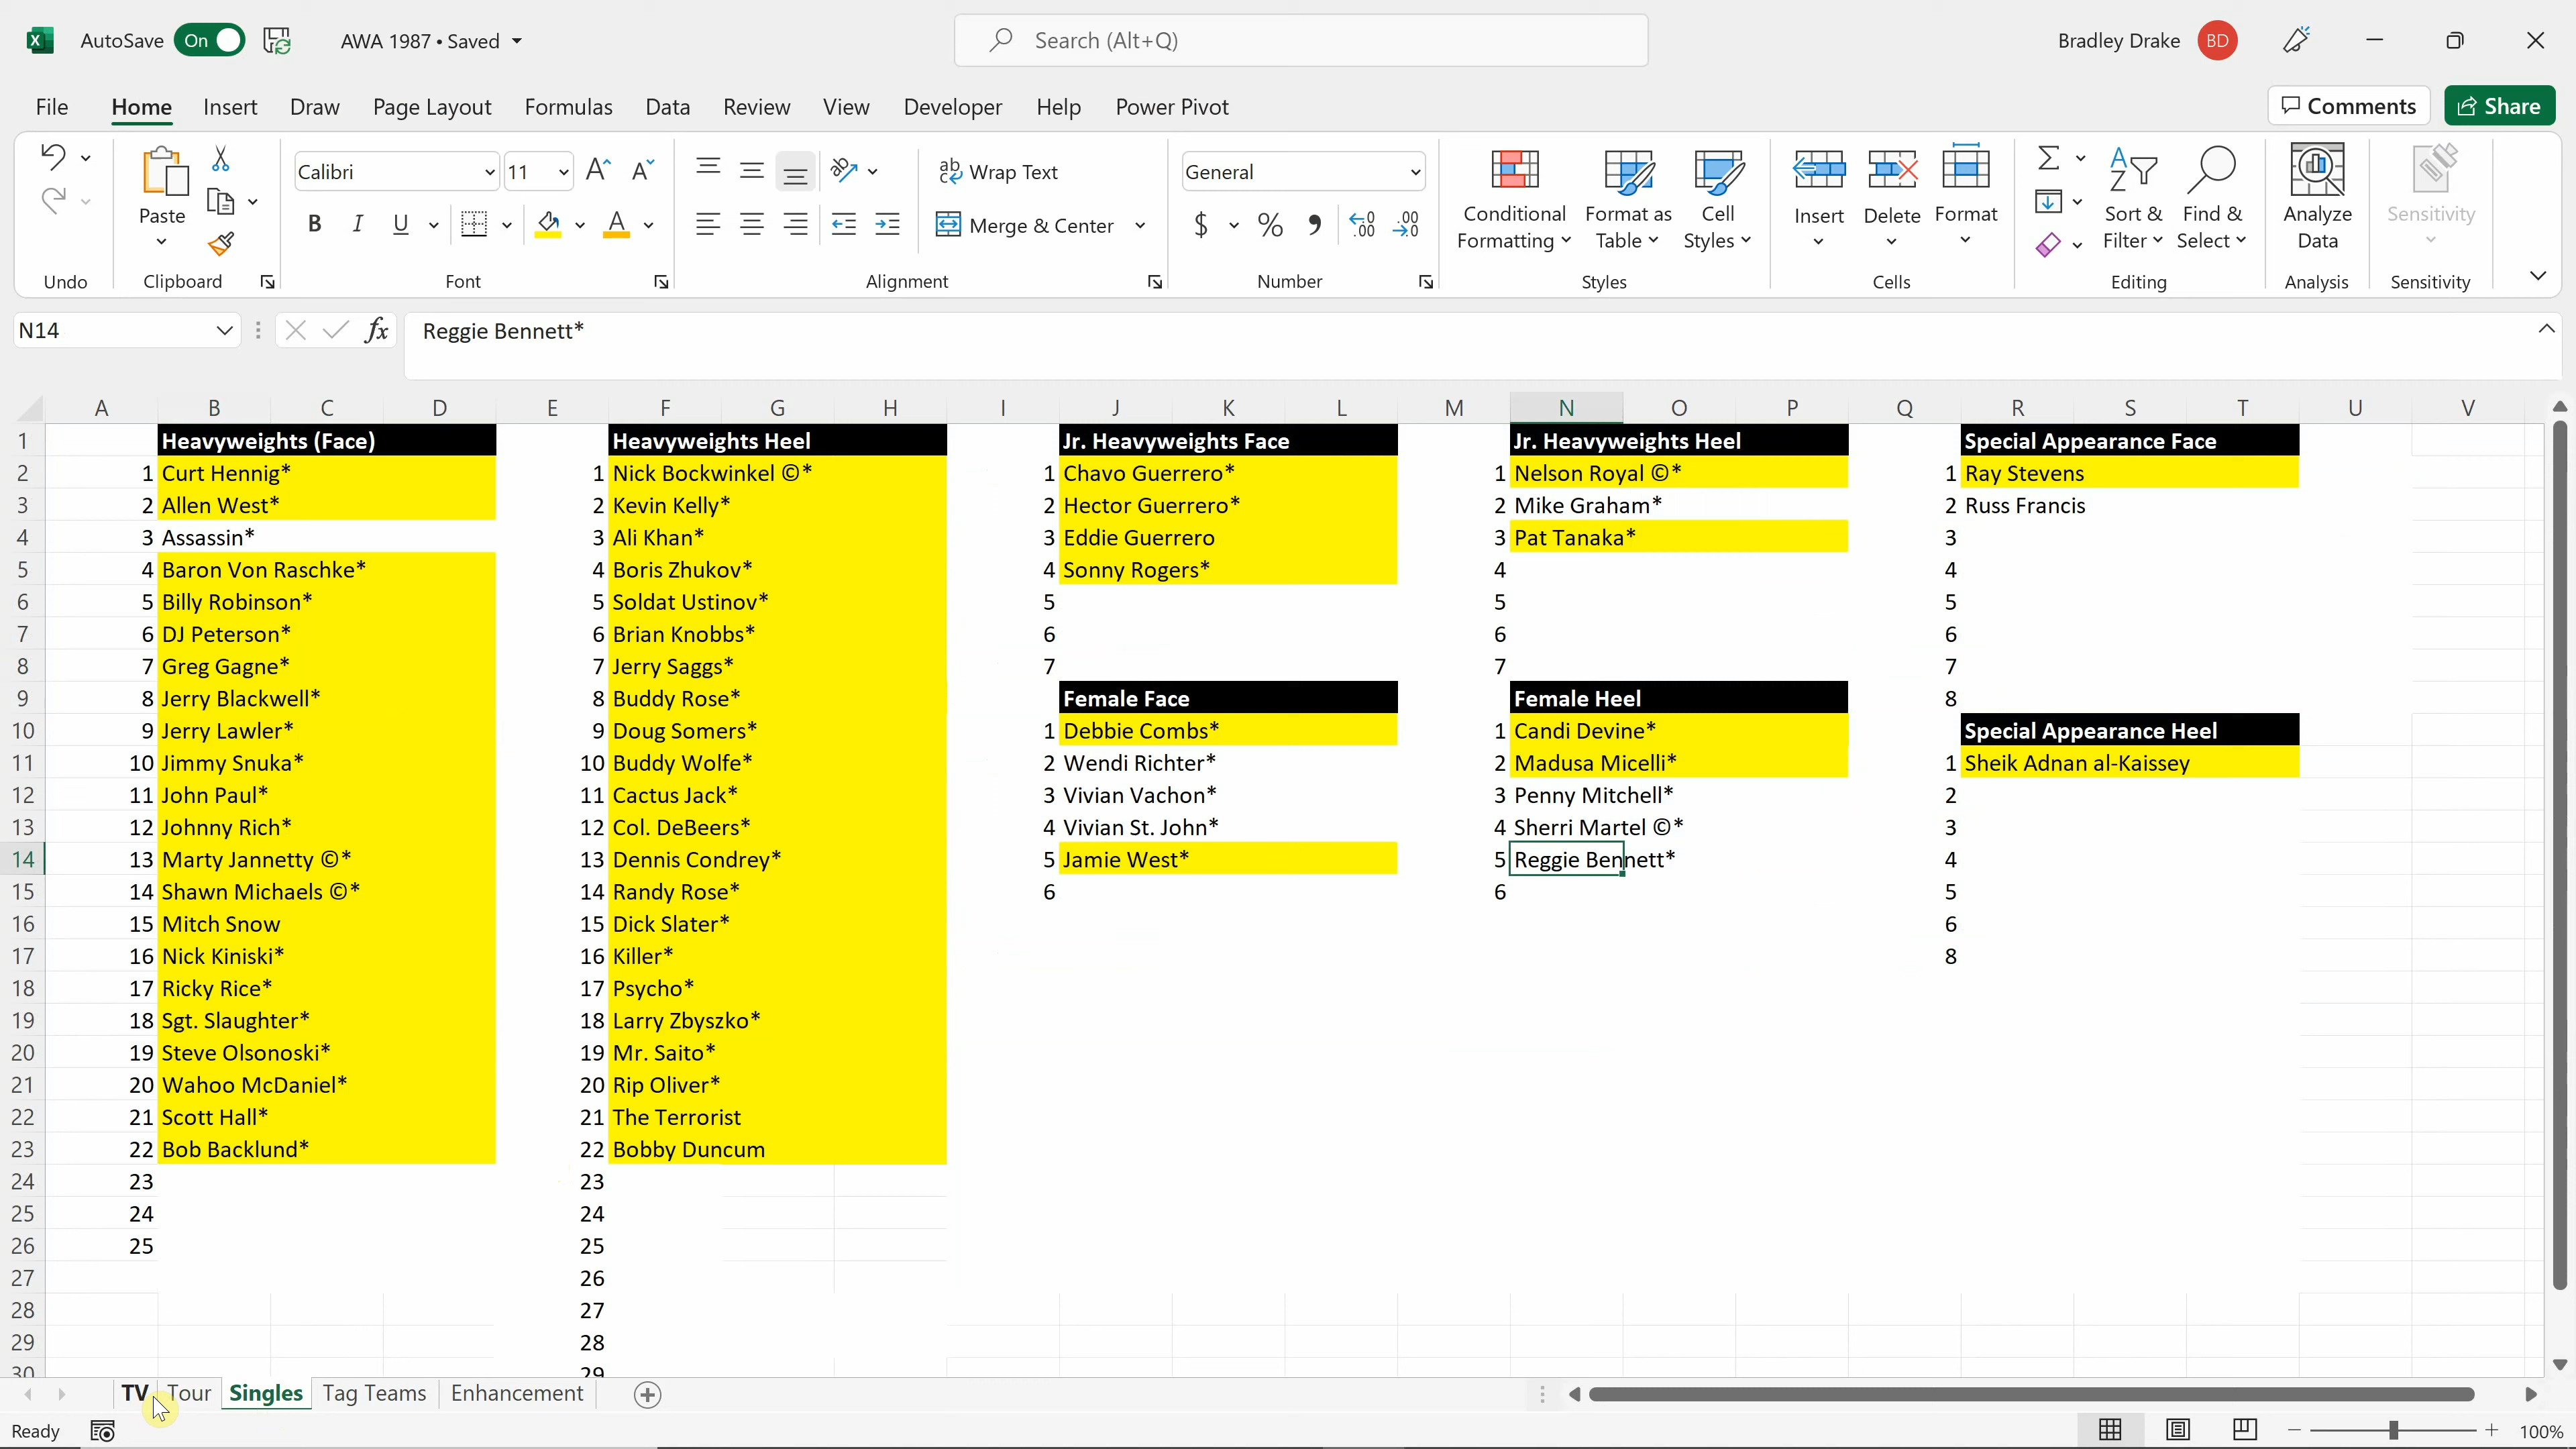 AutoSave On AWA 1987 • Saved Search (Alt+Q) Bradley Drake BD
File Home Insert Draw Page Layout Formulas Data Review View Developer Help Power Pivot Comments Share
Paste Calibri 11 Wrap Text General
B I U Merge & Center $ %
Conditional Formatting Format as Table Cell Styles Insert Delete Format Sort & Filter Find & Select Analyze Data Sensitivity
Undo Clipboard Font Alignment Number Styles Cells Editing Analysis Sensitivity
N14 fx Reggie Bennett*
A B C D E F G H I J K L M N O P Q R S T U V
1 Heavyweights (Face) Heavyweights Heel Jr. Heavyweights Face Jr. Heavyweights Heel Special Appearance Face
2 1 Curt Hennig* 1 Nick Bockwinkel ©* 1 Chavo Guerrero* 1 Nelson Royal ©* 1 Ray Stevens
3 2 Allen West* 2 Kevin Kelly* 2 Hector Guerrero* 2 Mike Graham* 2 Russ Francis
4 3 Assassin* 3 Ali Khan* 3 Eddie Guerrero 3 Pat Tanaka* 3
5 4 Baron Von Raschke* 4 Boris Zhukov* 4 Sonny Rogers* 4 4
6 5 Billy Robinson* 5 Soldat Ustinov* 5 5 5
7 6 DJ Peterson* 6 Brian Knobbs* 6 6 6
8 7 Greg Gagne* 7 Jerry Saggs* 7 7 7
9 8 Jerry Blackwell* 8 Buddy Rose* Female Face Female Heel 8
10 9 Jerry Lawler* 9 Doug Somers* 1 Debbie Combs* 1 Candi Devine* Special Appearance Heel
11 10 Jimmy Snuka* 10 Buddy Wolfe* 2 Wendi Richter* 2 Madusa Micelli* 1 Sheik Adnan al-Kaissey
12 11 John Paul* 11 Cactus Jack* 3 Vivian Vachon* 3 Penny Mitchell* 2
13 12 Johnny Rich* 12 Col. DeBeers* 4 Vivian St. John* 4 Sherri Martel ©* 3
14 13 Marty Jannetty ©* 13 Dennis Condrey* 5 Jamie West* 5 Reggie Bennett* 4
15 14 Shawn Michaels ©* 14 Randy Rose* 6 6 5
16 15 Mitch Snow 15 Dick Slater* 6
17 16 Nick Kiniski* 16 Killer* 8
18 17 Ricky Rice* 17 Psycho*
19 18 Sgt. Slaughter* 18 Larry Zbyszko*
20 19 Steve Olsonoski* 19 Mr. Saito*
21 20 Wahoo McDaniel* 20 Rip Oliver*
22 21 Scott Hall* 21 The Terrorist
23 22 Bob Backlund* 22 Bobby Duncum
24 23 23
25 24 24
26 25 25
27 26
28 27
29 28
30 29
TV Tour Singles Tag Teams Enhancement
Ready 100%